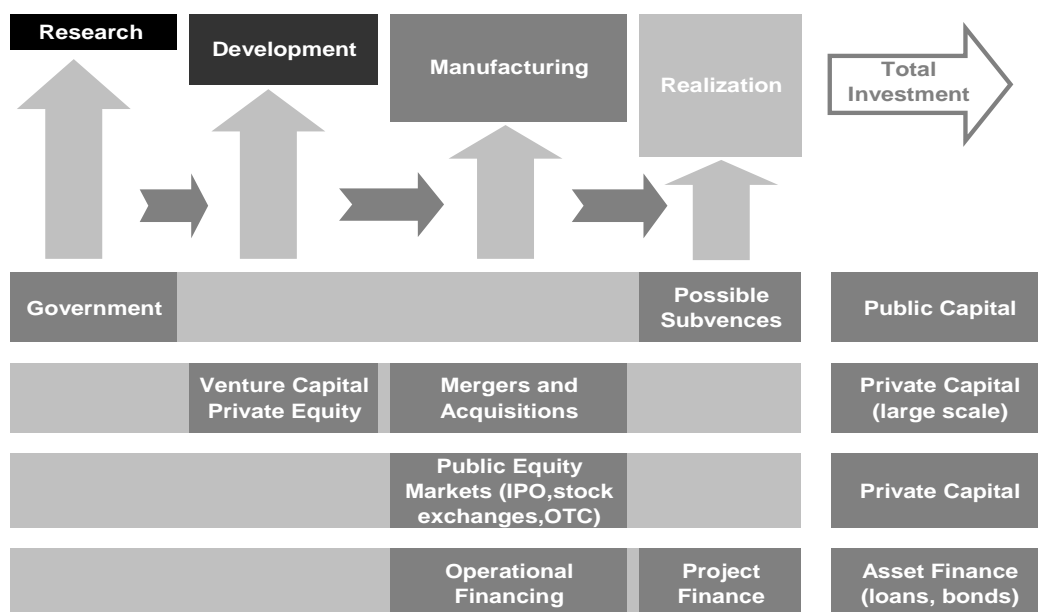 Research
Development
Manufacturing
Realization
Total
Investment
Government
Possible
Subvences
Public Capital
Venture Capital
Private Equity
Mergers and
Acquisitions
Private Capital
(large scale)
Public Equity
Markets (IPO,stock
exchanges,OTC)
Private Capital
Operational
Financing
Project
Finance
Asset Finance
(loans, bonds)